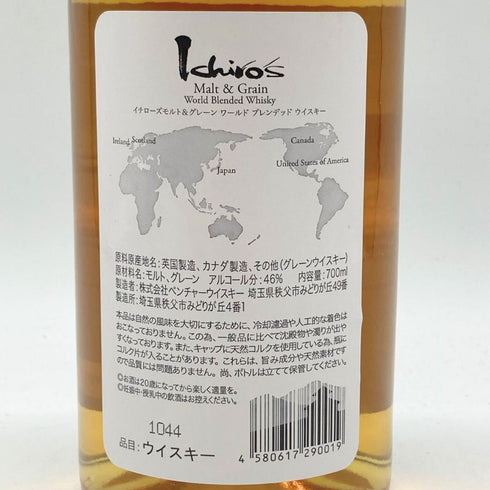 Ichiro's
Malt & Grain
World Blended Whisky
イチローズモルト&グレーン ワールド ブレンデッド ウイスキー
Ireland Scotland Canada
Japan United States of America
原料原産地名:英国製造、カナダ製造、その他(グレーンウイスキー)
原材料名:モルト、グレーン アルコール分:46% 内容量:700ml
製造者:株式会社ベンチャーウイスキー 埼玉県秩父市みどりが丘49番
製造所:埼玉県秩父市みどりが丘4番1
本品は自然の風味を大切にするために、冷却濾過や人工的な着色は
おこなっておりません。この為、一般品に比べて沈殿物や濁りが出や
すくなっております。また、キャップに天然コルクを使用している為、瓶に
コルク片が入ることがあります。これらは、旨み成分や天然素材です
ので品質には問題ありません。尚、ボトルは立てて保管してください。
◎お酒は20歳になってから楽しく適量を。
◎妊娠中・授乳中の飲酒はお控えください。
1044
品目:ウイスキー
4 580617 290019